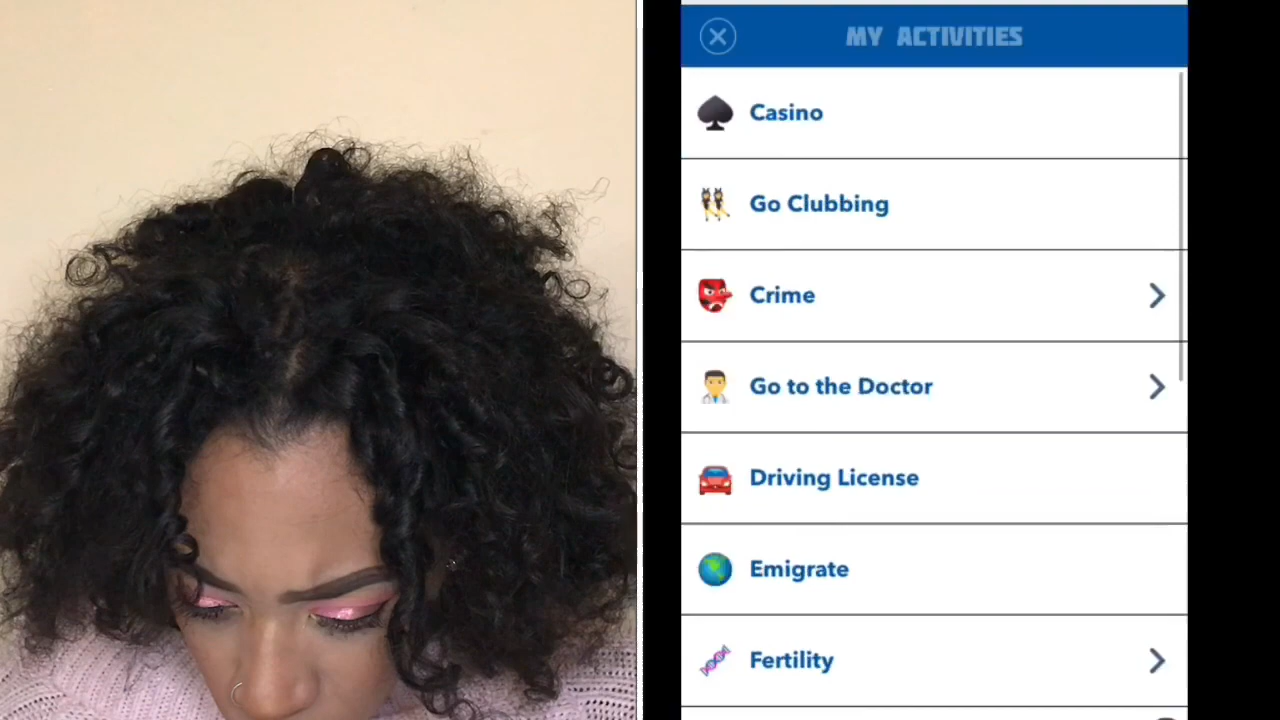 MY ACTIVITIES
Casino
Go Clubbing
Crime
Go to the Doctor
Driving License
Emigrate
Fertility